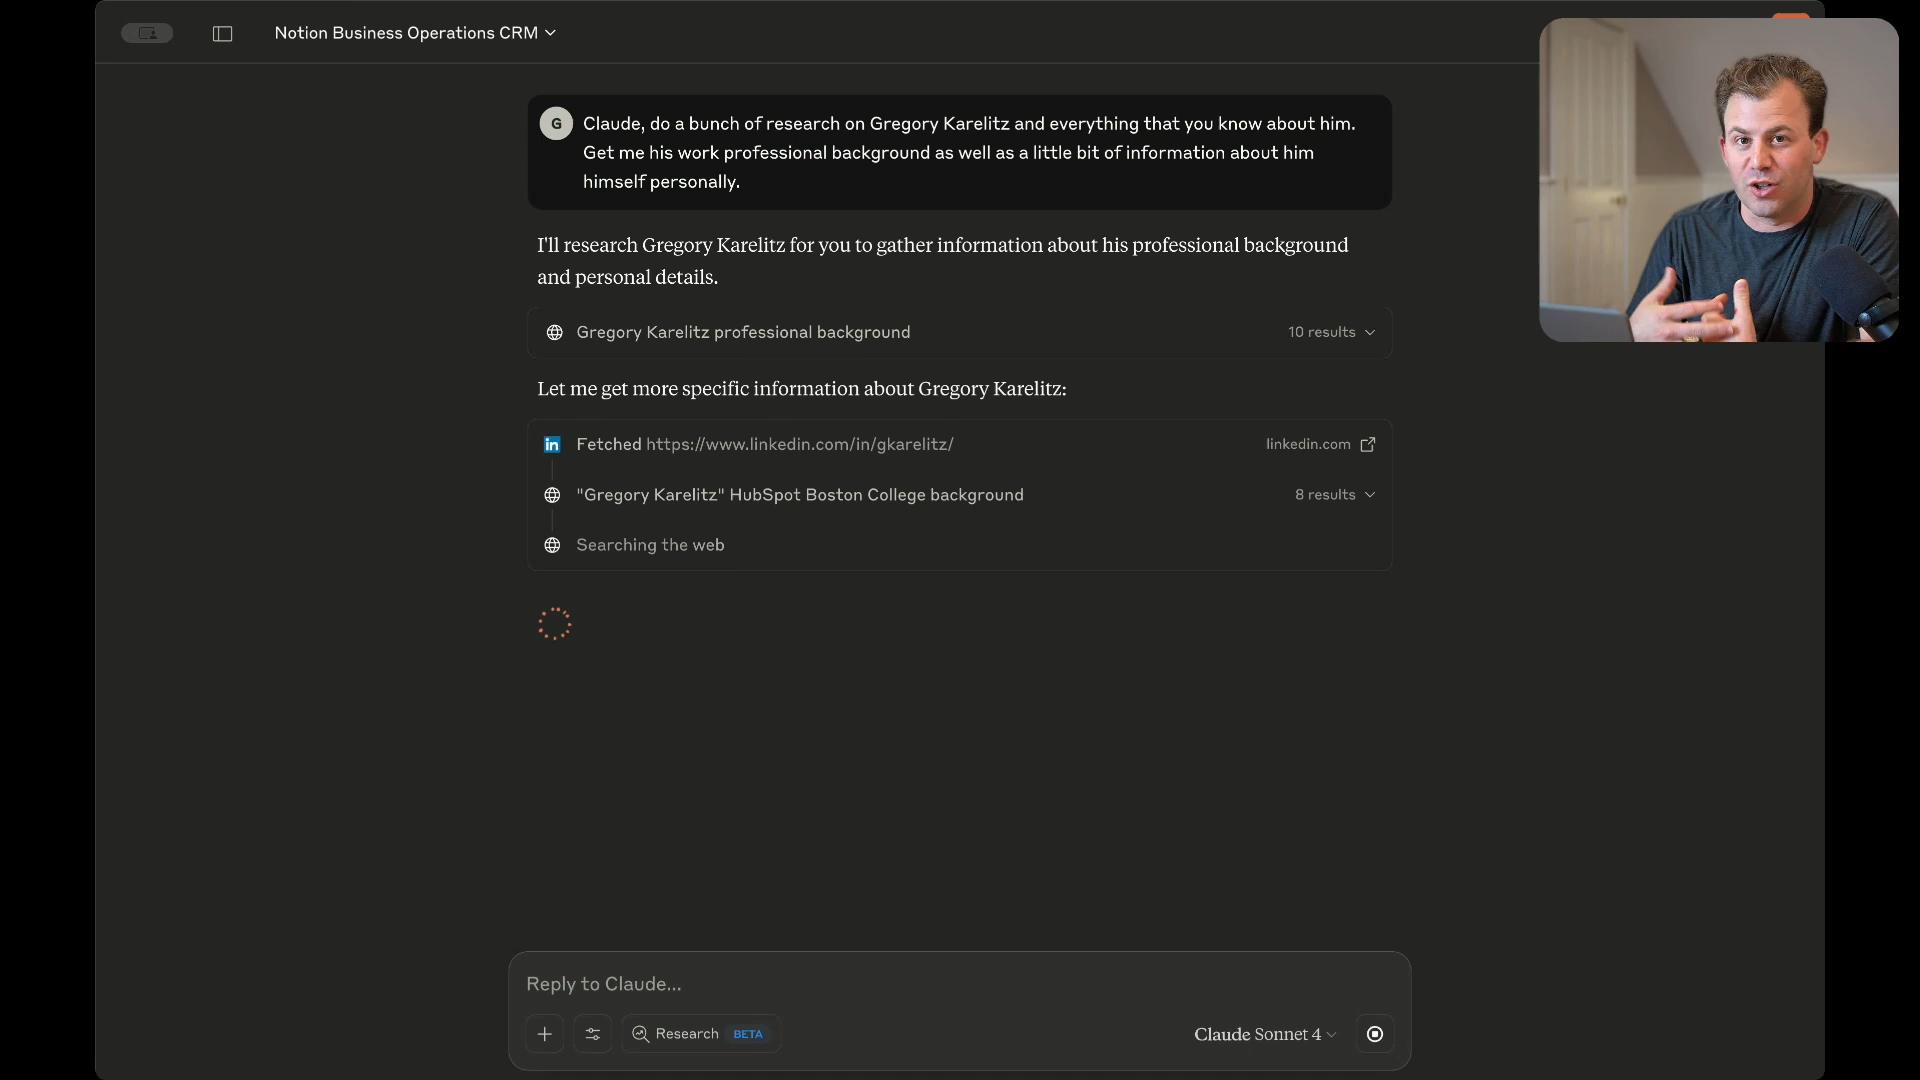 Notion Business Operations CRM
G
Claude, do a bunch of research on Gregory Karelitz and everything that you know about him.
Get me his work professional background as well as a little bit of information about him
himself personally.
I'll research Gregory Karelitz for you to gather information about his professional background
and personal details.
Gregory Karelitz professional background 10 results
Let me get more specific information about Gregory Karelitz:
in Fetched https://www.linkedin.com/in/gkarelitz/ linkedin.com
"Gregory Karelitz" HubSpot Boston College background 8 results
Searching the web
Reply to Claude...
Research BETA Claude Sonnet 4